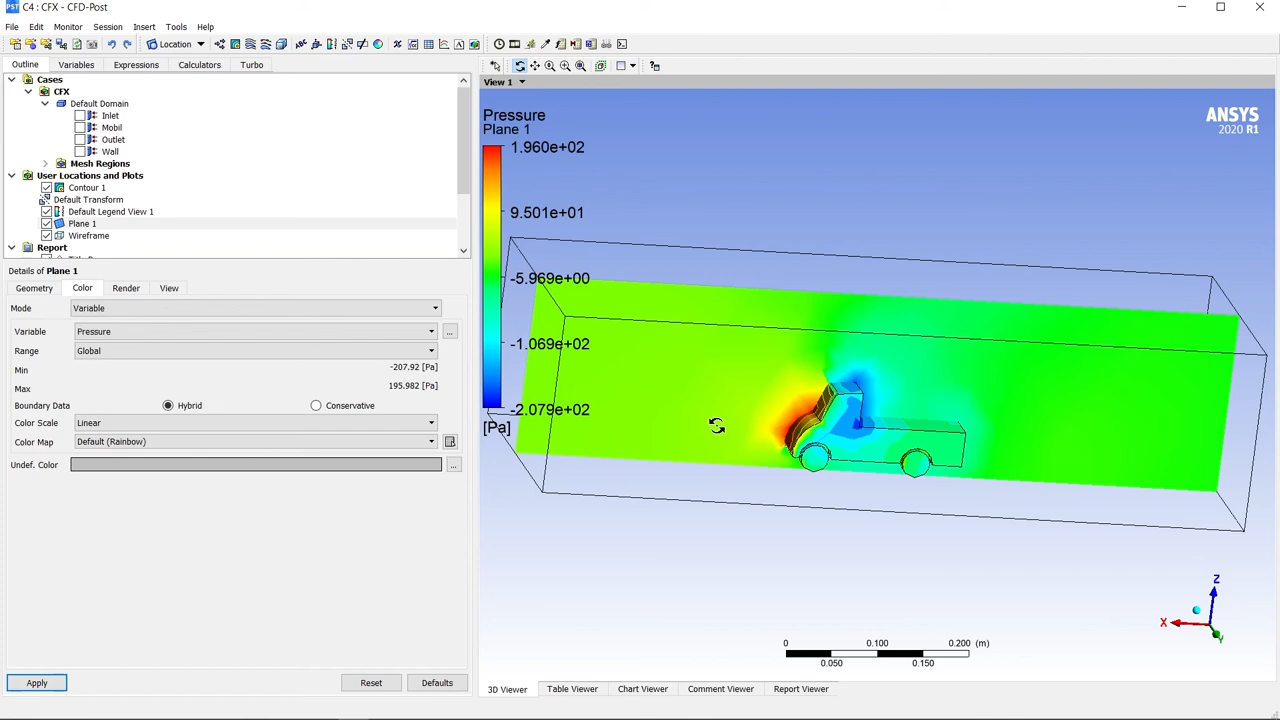 C4 : CFX - CFD-Post
File Edit Monitor Session Insert Tools Help
Location
Outline Variables Expressions Calculators Turbo
Cases
CFX
Default Domain
Inlet
Mobil
Outlet
Wall
Mesh Regions
User Locations and Plots
Contour 1
Default Transform
Default Legend View 1
Plane 1
Wireframe
Report
Details of Plane 1
Geometry Color Render View
Mode Variable
Variable Pressure ...
Range Global
Min -207.92 [Pa]
Max 195.982 [Pa]
Boundary Data Hybrid Conservative
Color Scale Linear
Color Map Default (Rainbow)
Undef. Color ...
Apply Reset Defaults
View 1
Pressure
Plane 1
1.960e+02
9.501e+01
-5.969e+00
-1.069e+02
-2.079e+02
[Pa]
ANSYS
2020 R1
Z
X
Y
0 0.100 0.200 (m)
0.050 0.150
3D Viewer Table Viewer Chart Viewer Comment Viewer Report Viewer